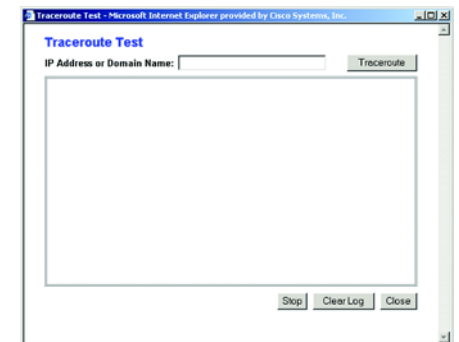 Traceroute Test - Microsoft Internet Explorer provided by Cisco Systems, Inc.
Traceroute Test
IP Address or Domain Name: Traceroute
Stop Clear Log Close